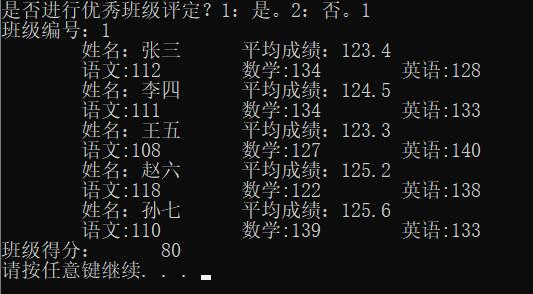 是否进行优秀班级评定？1：是。2：否。1
班级编号：1
姓名：张三 平均成绩：123.4
语文:112 数学:134 英语:128
姓名：李四 平均成绩：124.5
语文:111 数学:134 英语:133
姓名：王五 平均成绩：123.3
语文:108 数学:127 英语:140
姓名：赵六 平均成绩：125.2
语文:118 数学:122 英语:138
姓名：孙七 平均成绩：125.6
语文:110 数学:139 英语:133
班级得分： 80
请按任意键继续. . .